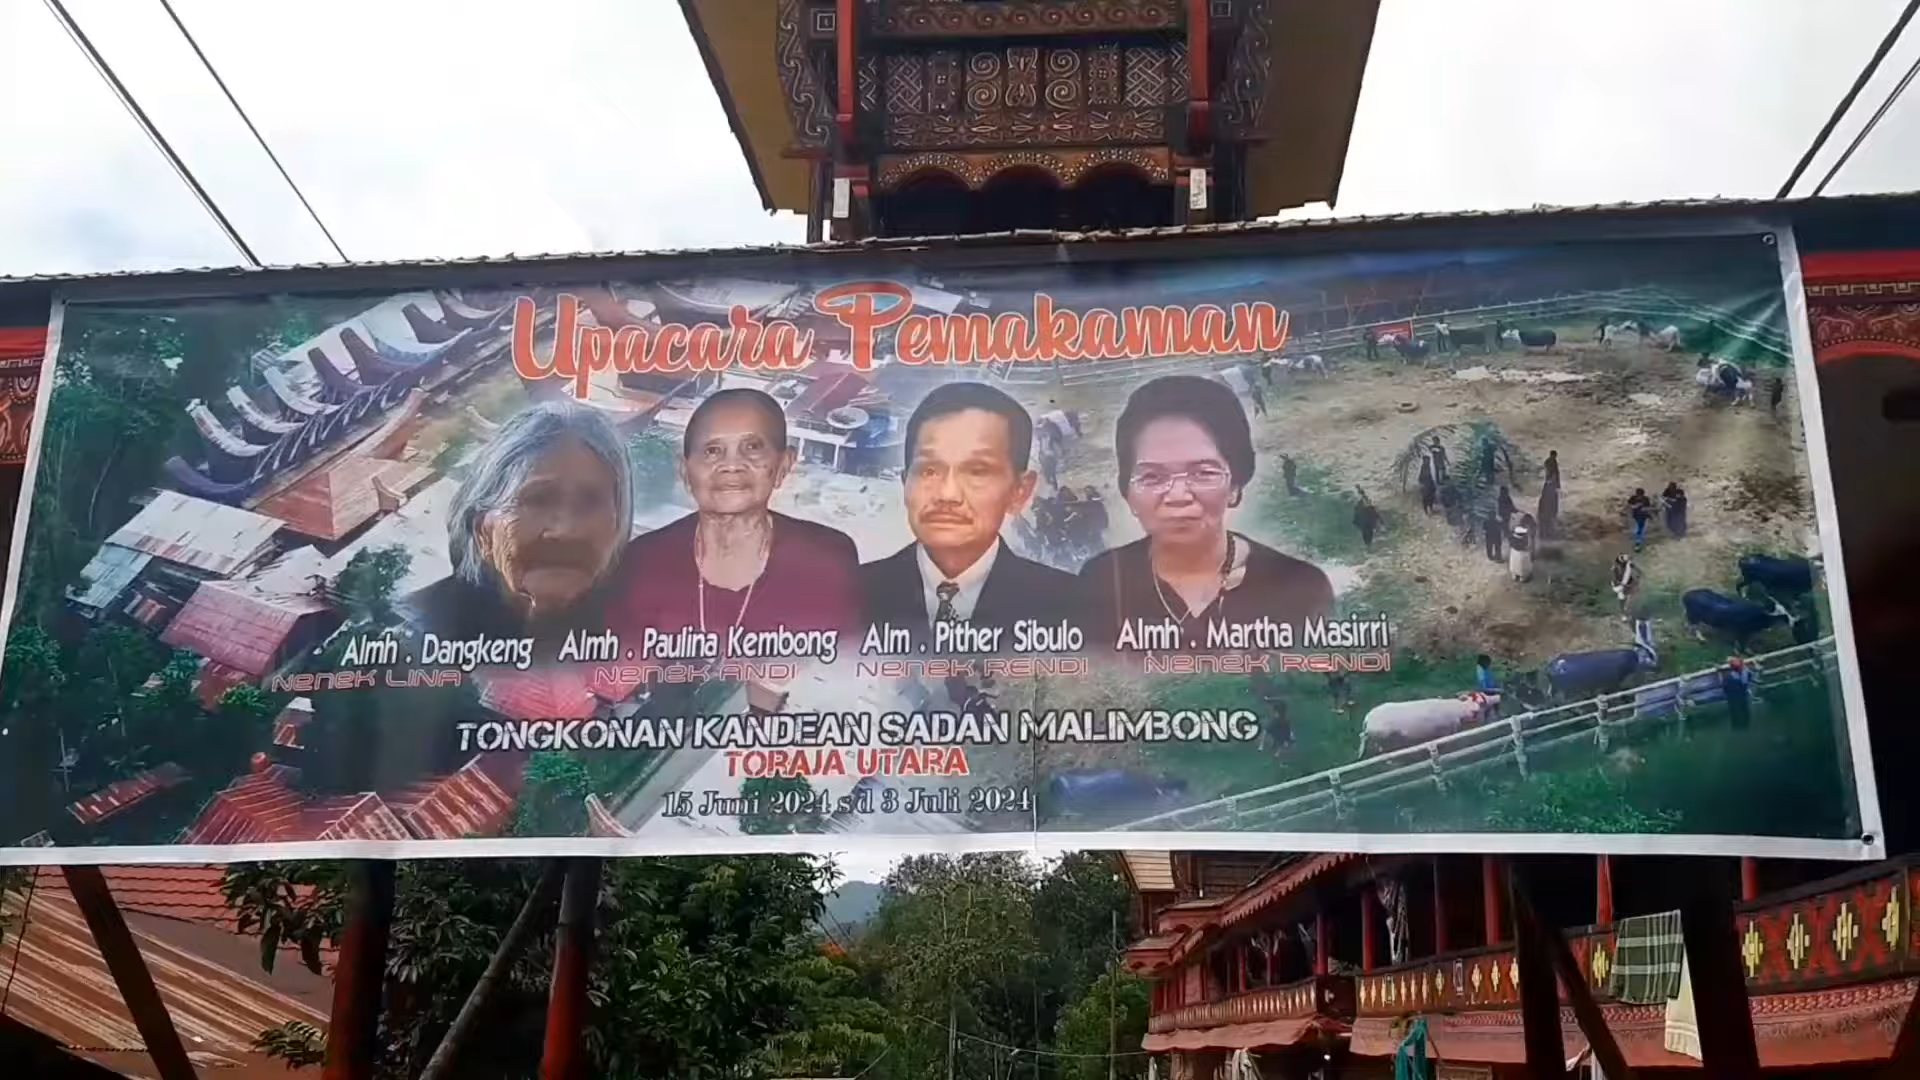 Upacara Pemakaman
Almh . Dangkeng
NENEK LINA
Almh . Paulina Kembong
NENEK ANDI
Alm . Pither Sibulo
NENEK RENDI
Almh . Martha Masirri
NENEK RENDI
TONGKONAN KANDEAN SADAN MALIMBONG
TORAJA UTARA
15 Juni 2024 s/d 3 Juli 2024